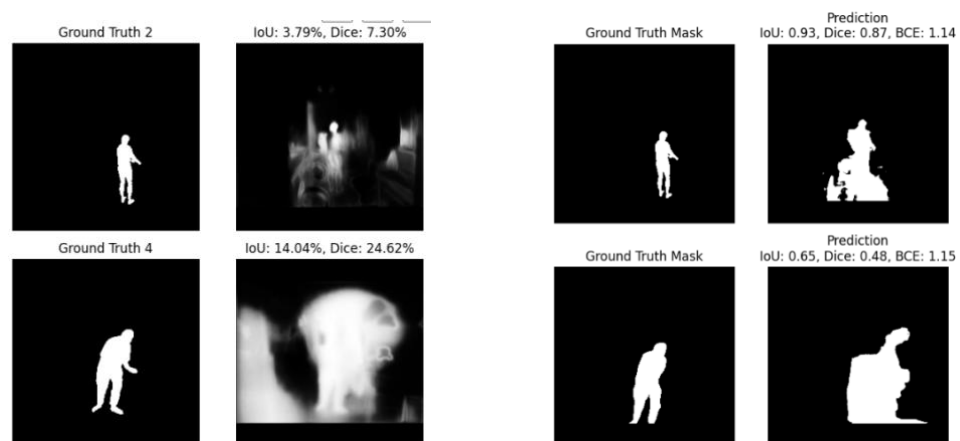 Ground Truth 2
IoU: 3.79%, Dice: 7.30%
Ground Truth Mask
Prediction
IoU: 0.93, Dice: 0.87, BCE: 1.14
Ground Truth 4
IoU: 14.04%, Dice: 24.62%
Ground Truth Mask
Prediction
IoU: 0.65, Dice: 0.48, BCE: 1.15